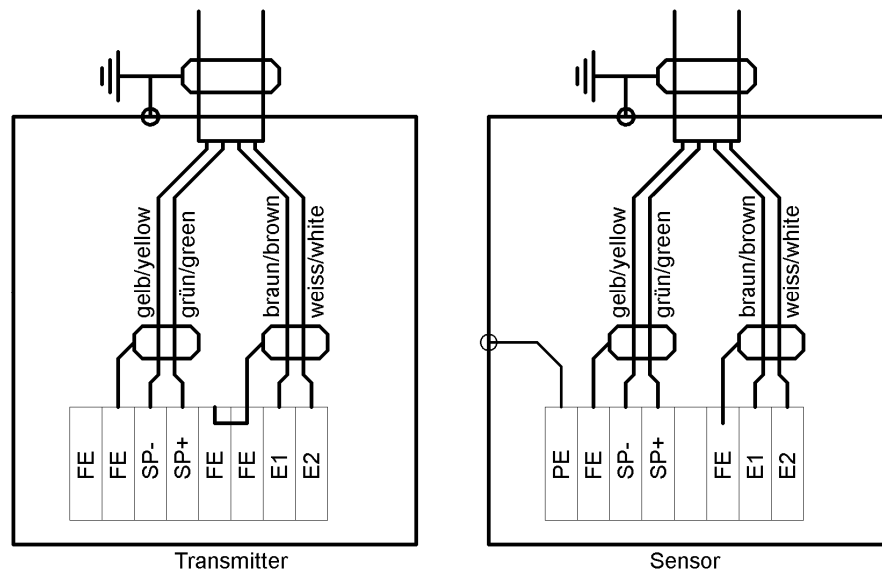 gelb/yellow
grün/green
braun/brown
weiss/white
FE
FE
SP-
SP+
FE
FE
E1
E2
Transmitter
gelb/yellow
grün/green
braun/brown
weiss/white
PE
FE
SP-
SP+
FE
E1
E2
Sensor